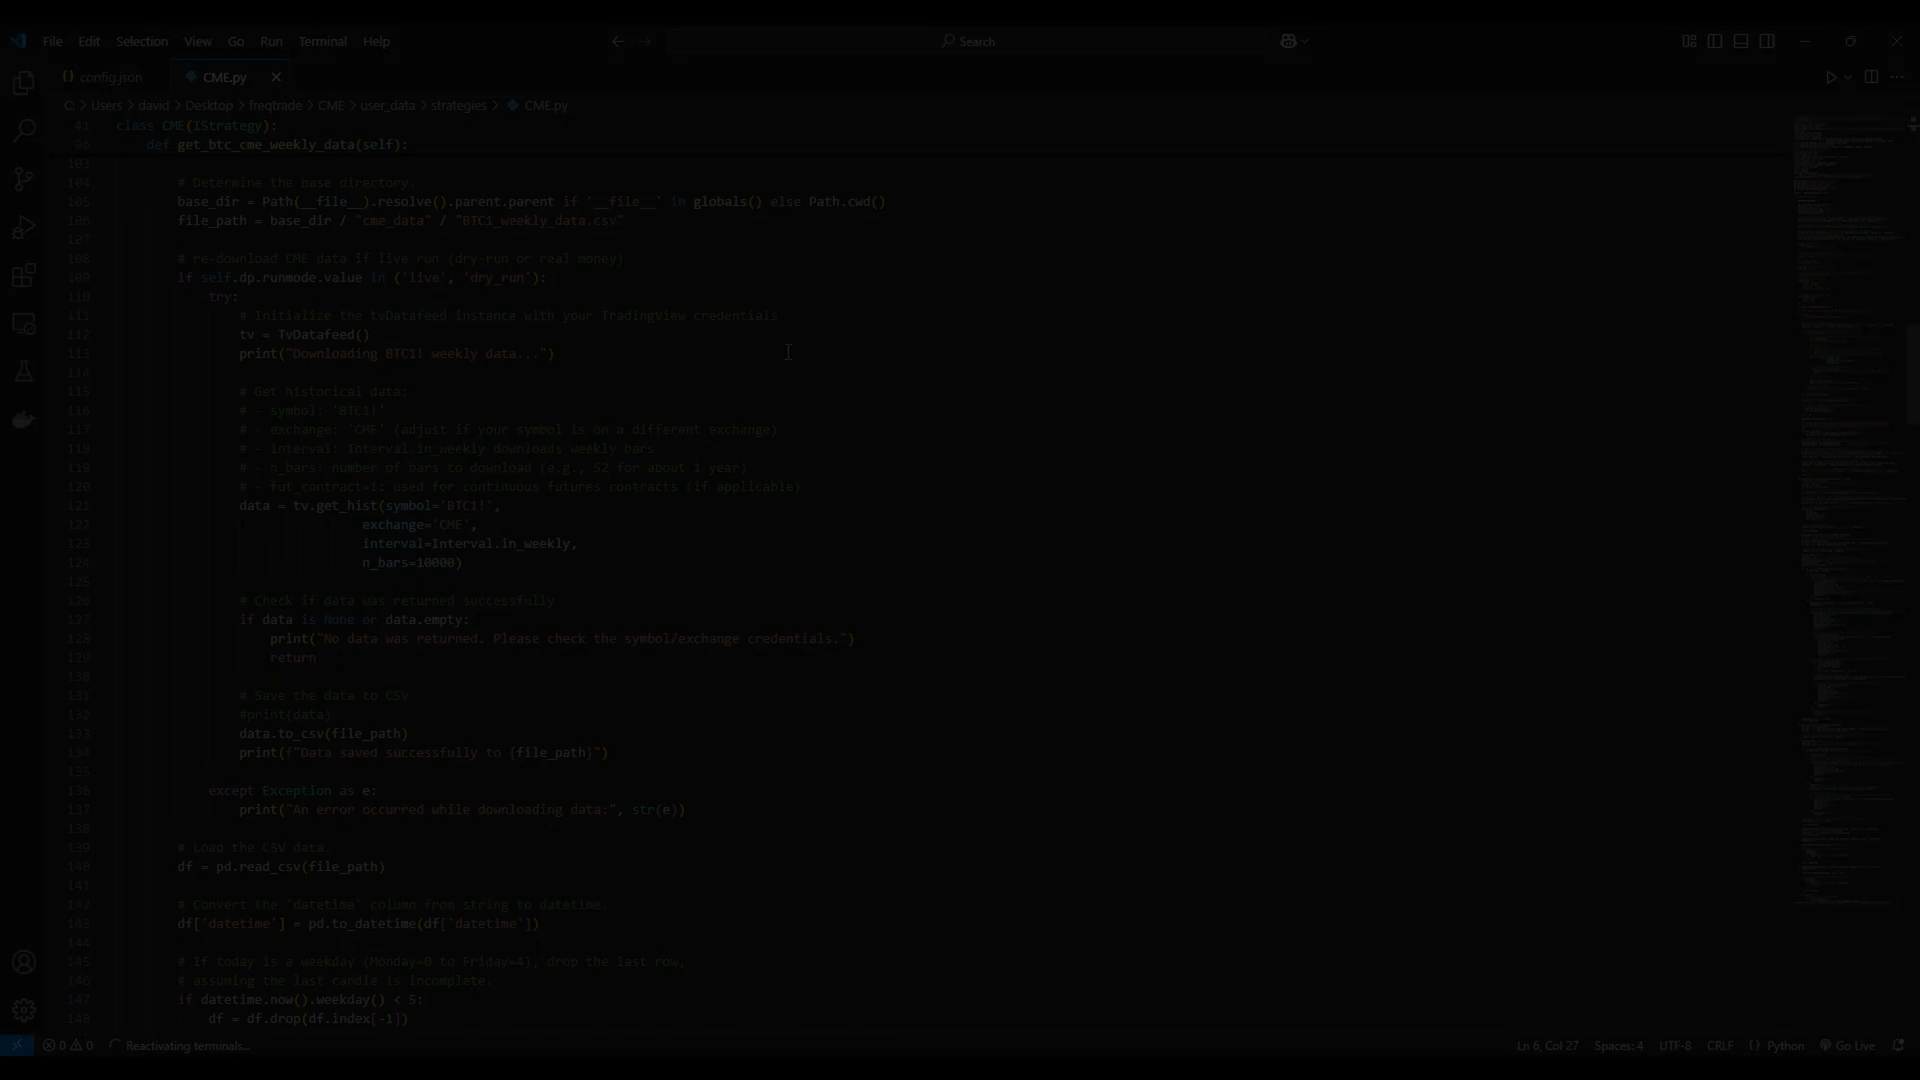 File Edit Selection View Go Run Terminal Help
Search
config.json
CME.py
C: > Users > david > Desktop > freqtrade > CME > user_data > strategies > CME.py
41 class CME(IStrategy):
96 def get_btc_cme_weekly_data(self):
103
104 # Determine the base directory.
105 base_dir = Path(__file__).resolve().parent.parent if '__file__' in globals() else Path.cwd()
106 file_path = base_dir / "cme_data" / "BTC1_weekly_data.csv"
107
108 # re-download CME data if live run (dry-run or real money)
109 if self.dp.runmode.value in ('live', 'dry_run'):
110 try:
111 # Initialize the tvDatafeed instance with your TradingView credentials
112 tv = TvDatafeed()
113 print("Downloading BTC1! weekly data...")
114
115 # Get historical data:
116 # - symbol: 'BTC1!'
117 # - exchange: 'CME' (adjust if your symbol is on a different exchange)
118 # - interval: Interval.in_weekly downloads weekly bars
119 # - n_bars: number of bars to download (e.g., 52 for about 1 year)
120 # - fut_contract=1: used for continuous futures contracts (if applicable)
121 data = tv.get_hist(symbol='BTC1!',
122 exchange='CME',
123 interval=Interval.in_weekly,
124 n_bars=10000)
125
126 # Check if data was returned successfully
127 if data is None or data.empty:
128 print("No data was returned. Please check the symbol/exchange credentials.")
129 return
130
131 # Save the data to CSV
132 #print(data)
133 data.to_csv(file_path)
134 print(f"Data saved successfully to {file_path}")
135
136 except Exception as e:
137 print("An error occurred while downloading data:", str(e))
138
139 # Load the CSV data.
140 df = pd.read_csv(file_path)
141
142 # Convert the 'datetime' column from string to datetime.
143 df['datetime'] = pd.to_datetime(df['datetime'])
144
145 # If today is a weekday (Monday=0 to Friday=4), drop the last row,
146 # assuming the last candle is incomplete.
147 if datetime.now().weekday() < 5:
148 df = df.drop(df.index[-1])
0 0 Reactivating terminals...
Ln 6, Col 27 Spaces: 4 UTF-8 CRLF {} Python Go Live